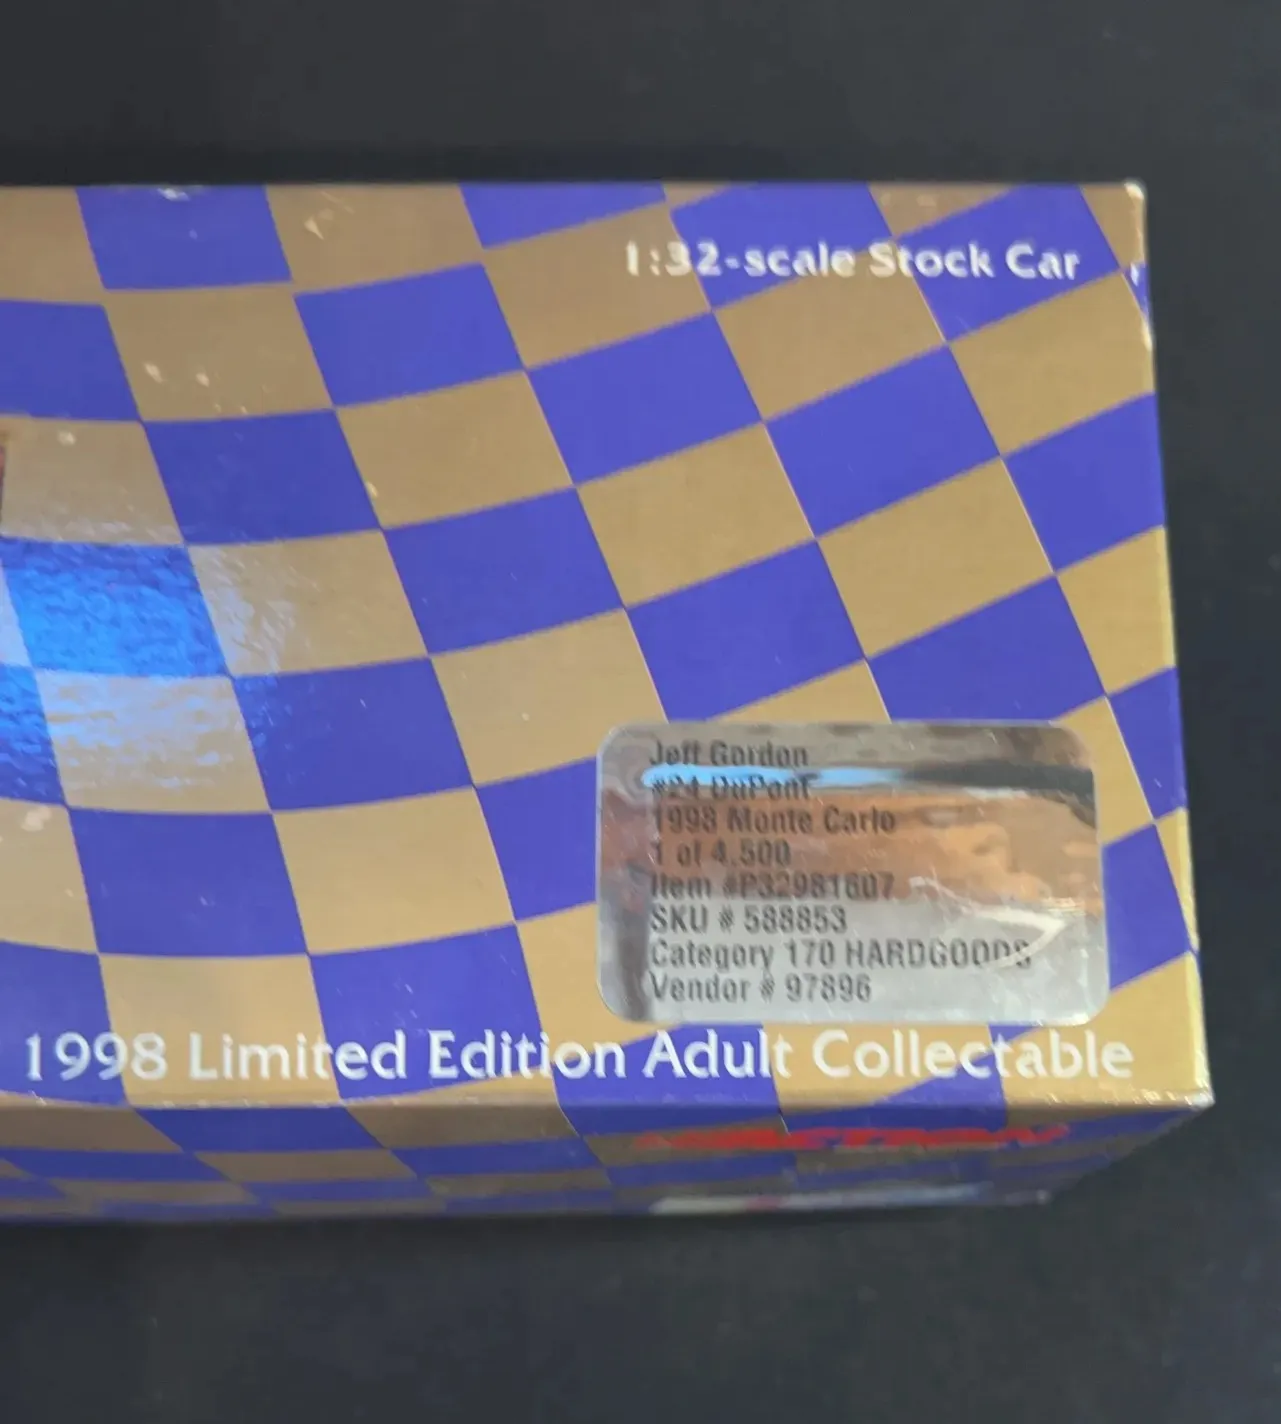 1:32-scale Stock Car
Jeff Gordon
#24 DuPont
1998 Monte Carlo
1 of 4,500
Item #P32981607
SKU # 588853
Category 170 HARDGOODS
Vendor # 97896
1998 Limited Edition Adult Collectable